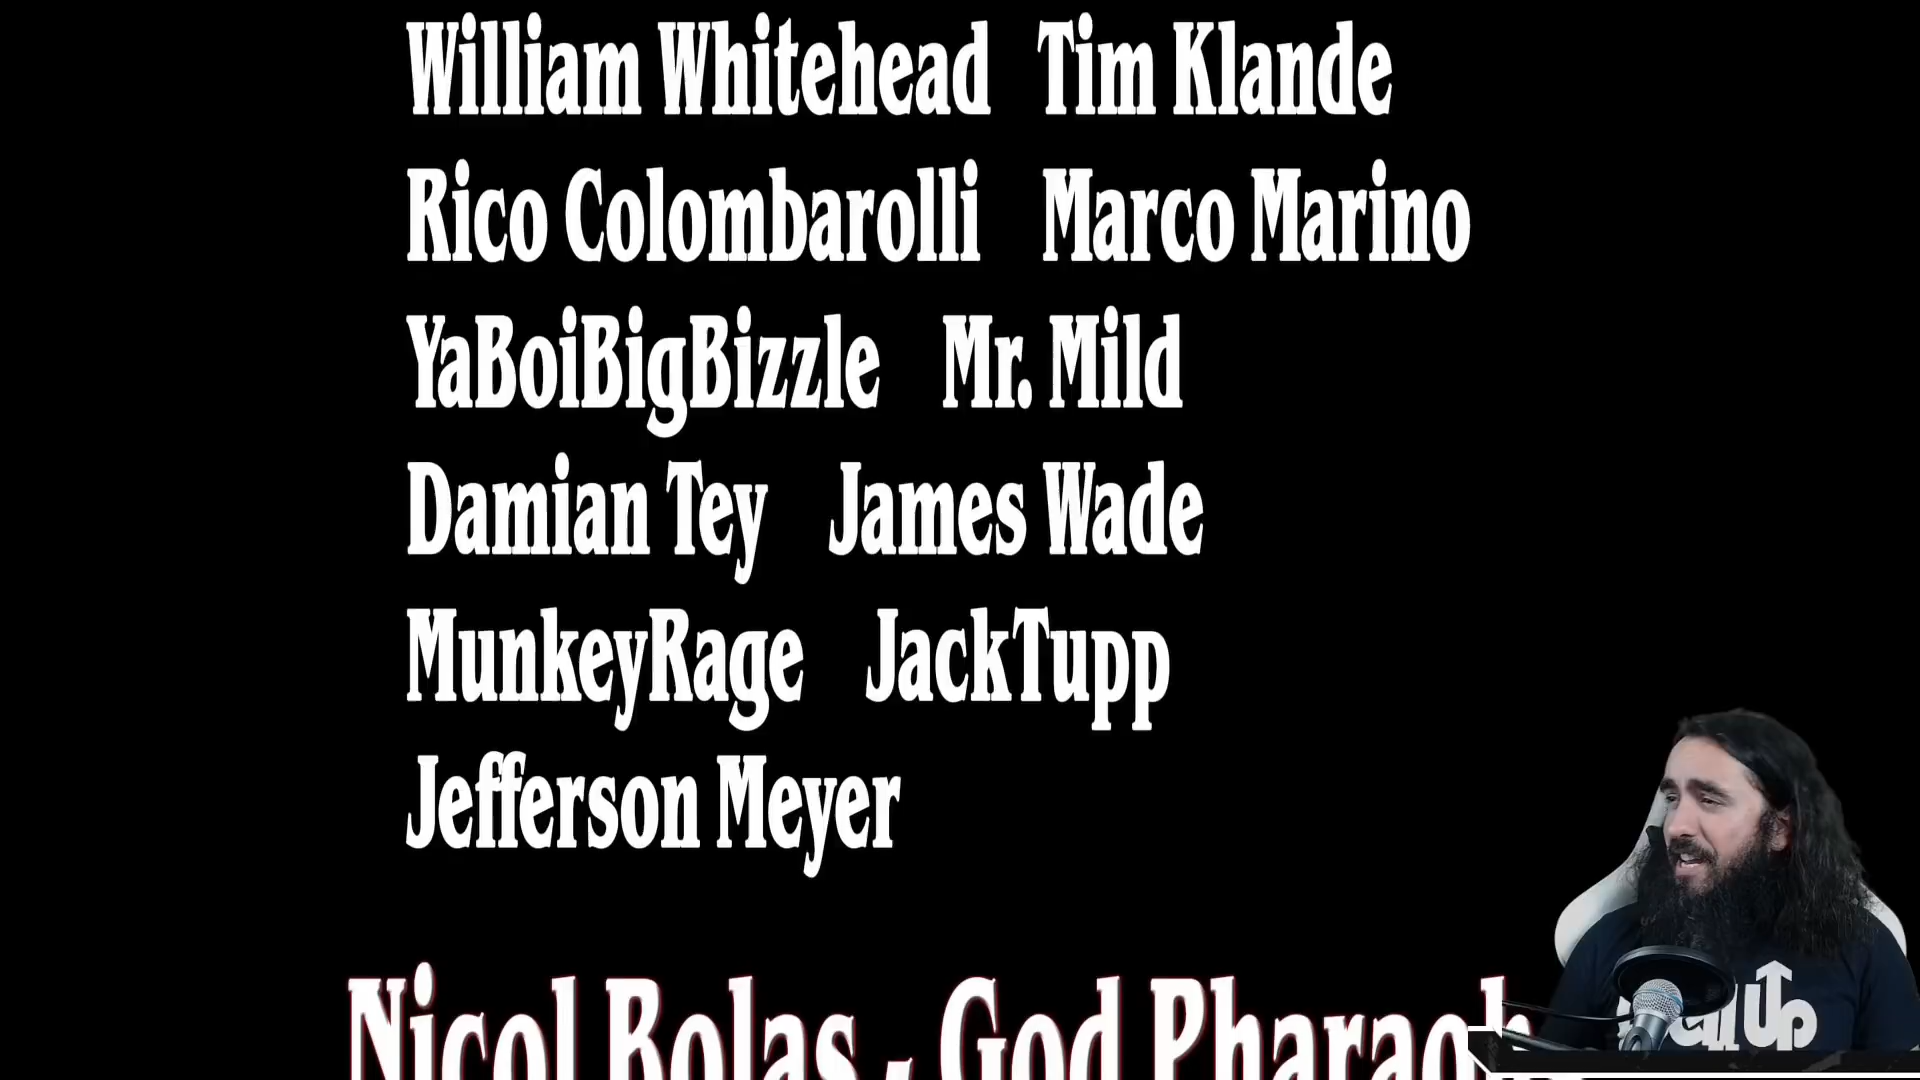 William Whitehead Tim Klande
Rico Colombarolli Marco Marino
YaBoiBigBizzle Mr. Mild
Damian Tey James Wade
MunkeyRage JackTupp
Jefferson Meyer
Nicol Bolas - God Pharaoh
Up